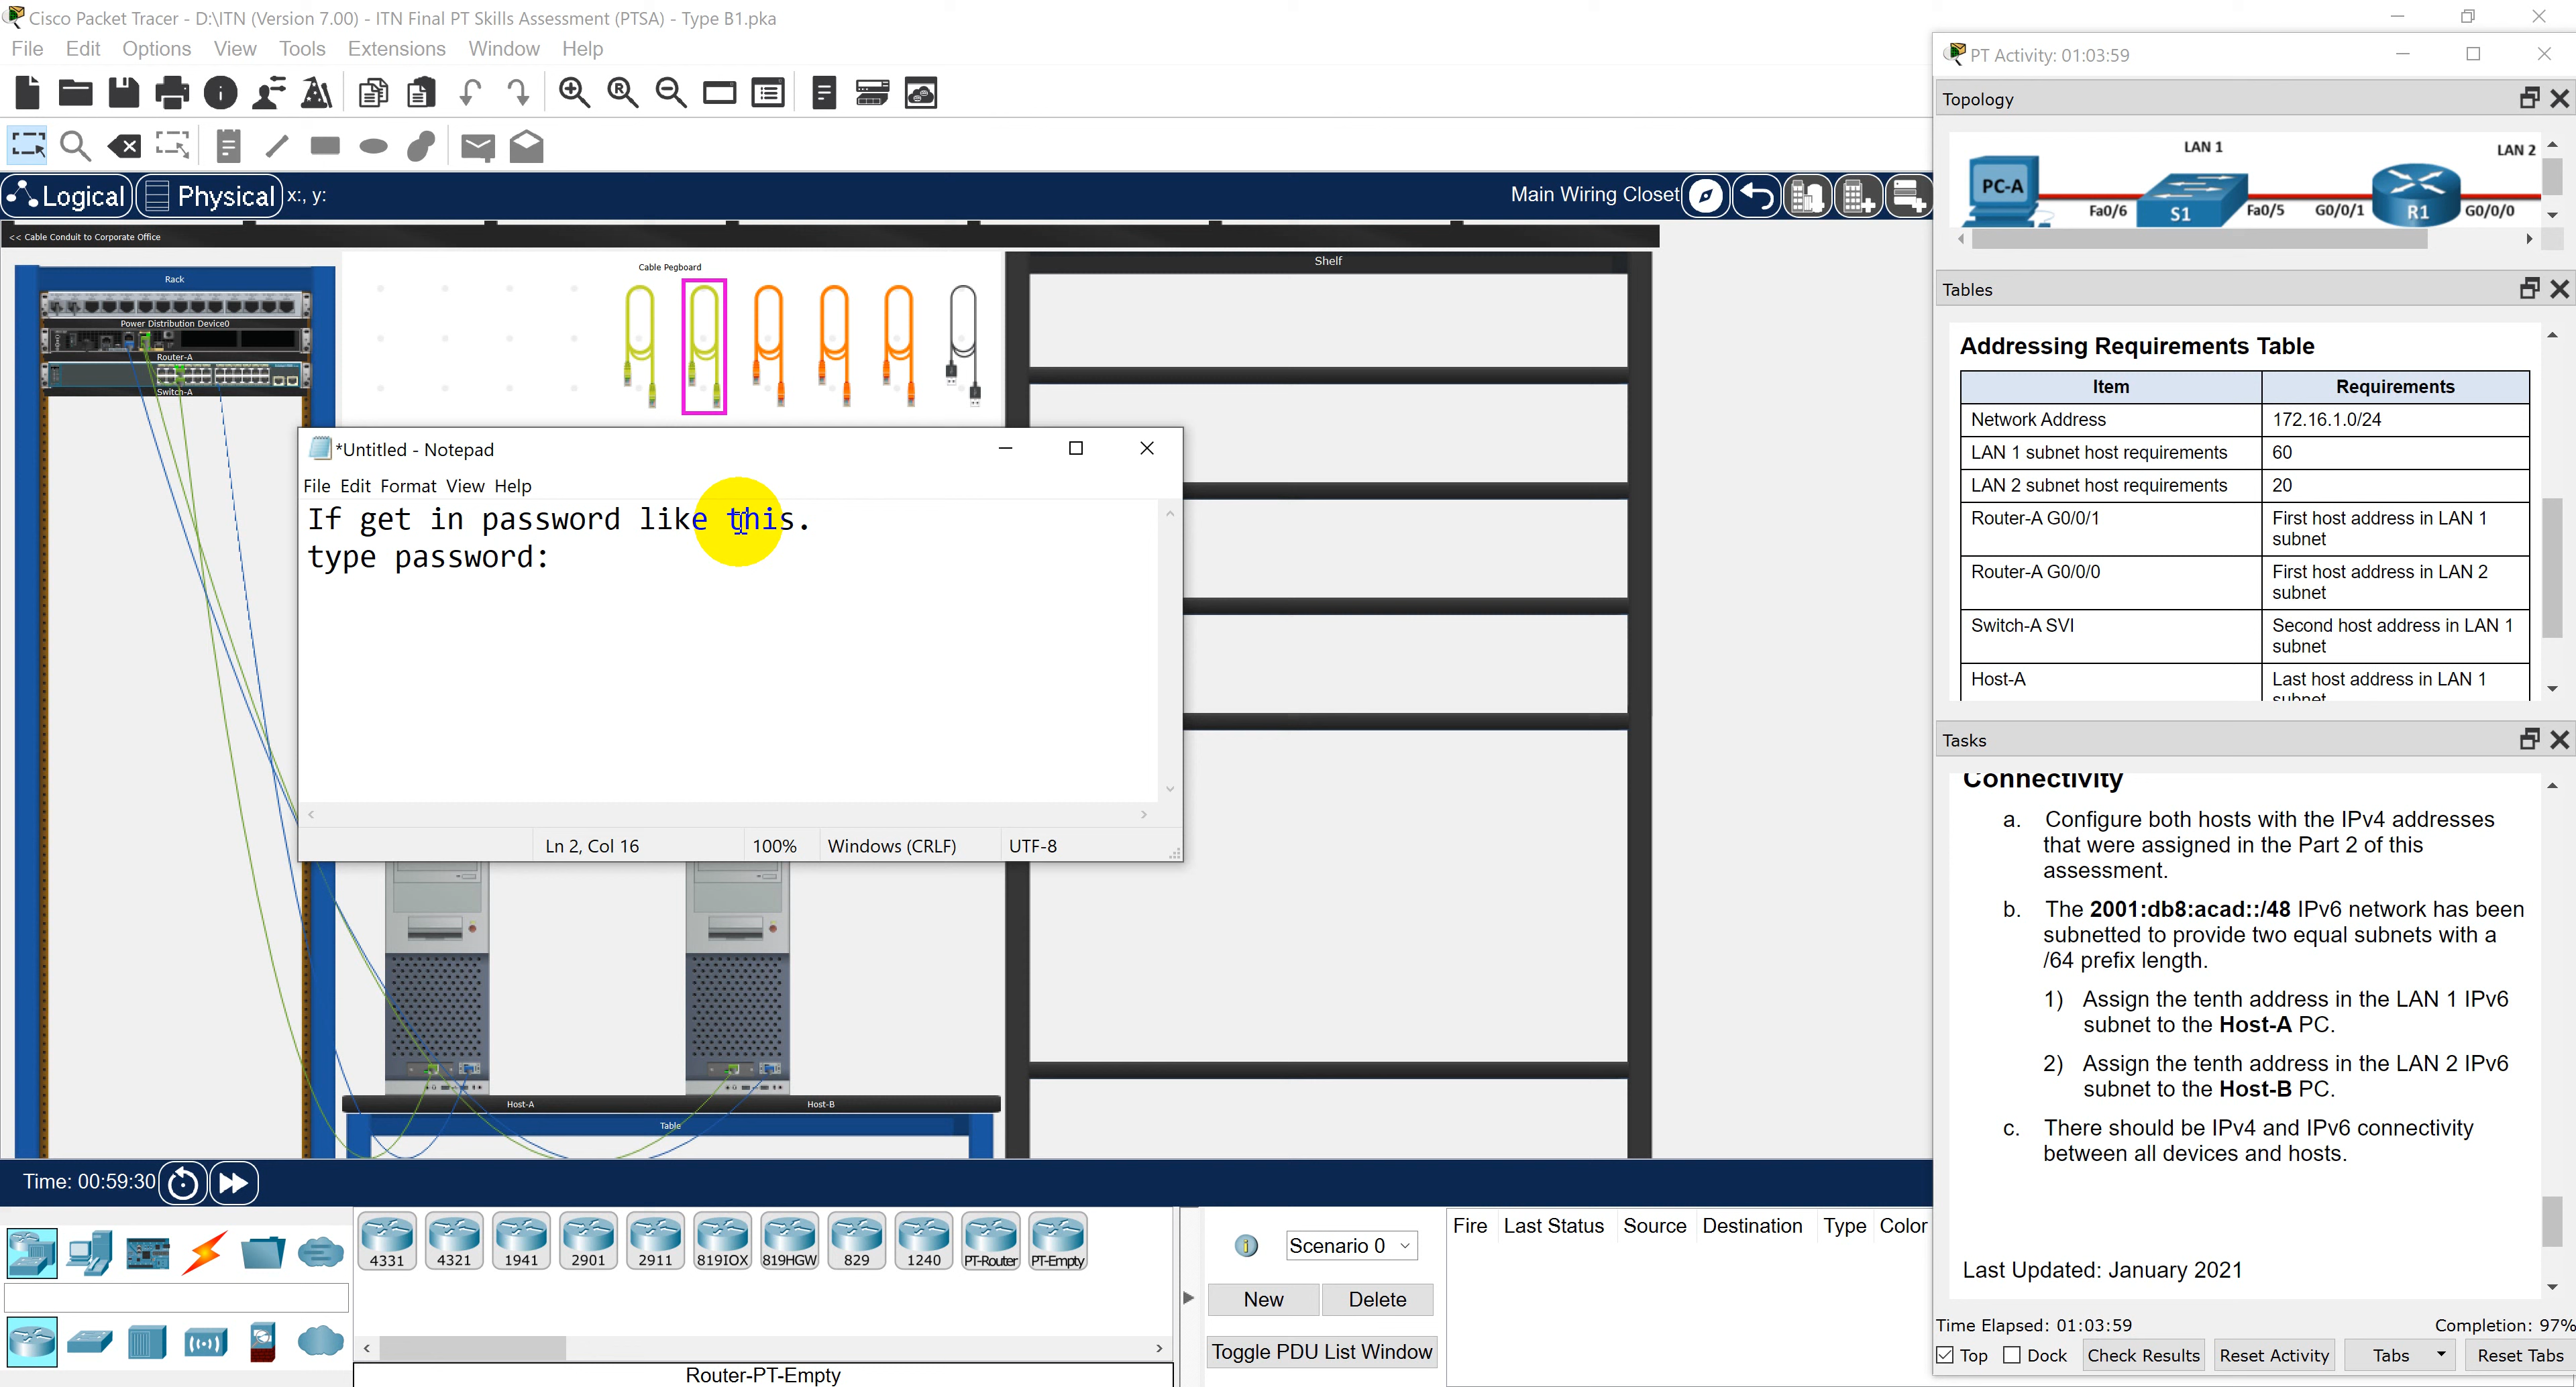 Cisco Packet Tracer - D:\ITN (Version 7.00) - ITN Final PT Skills Assessment (PTSA) - Type B1.pka
File Edit Options View Tools Extensions Window Help
Logical Physical x:, y:
Main Wiring Closet
<< Cable Conduit to Corporate Office
Rack
Power Distribution Device0
Router-A
Switch-A
Cable Pegboard
Shelf
*Untitled - Notepad
File Edit Format View Help
If get in password like this.
type password:
Ln 2, Col 16 100% Windows (CRLF) UTF-8
Host-A Host-B
Table
Time: 00:59:30
4331 4321 1941 2901 2911 819IOX 819HGW 829 1240 PT-Router PT-Empty
Router-PT-Empty
Scenario 0
New Delete
Toggle PDU List Window
Fire Last Status Source Destination Type Color
PT Activity: 01:03:59
Topology
LAN 1 LAN 2
PC-A Fa0/6 S1 Fa0/5 G0/0/1 R1 G0/0/0
Tables
Addressing Requirements Table
Item Requirements
Network Address 172.16.1.0/24
LAN 1 subnet host requirements 60
LAN 2 subnet host requirements 20
Router-A G0/0/1 First host address in LAN 1
subnet
Router-A G0/0/0 First host address in LAN 2
subnet
Switch-A SVI Second host address in LAN 1
subnet
Host-A Last host address in LAN 1
subnet
Tasks
Connectivity
a. Configure both hosts with the IPv4 addresses
that were assigned in the Part 2 of this
assessment.
b. The 2001:db8:acad::/48 IPv6 network has been
subnetted to provide two equal subnets with a
/64 prefix length.
1) Assign the tenth address in the LAN 1 IPv6
subnet to the Host-A PC.
2) Assign the tenth address in the LAN 2 IPv6
subnet to the Host-B PC.
c. There should be IPv4 and IPv6 connectivity
between all devices and hosts.
Last Updated: January 2021
Time Elapsed: 01:03:59 Completion: 97%
Top Dock Check Results Reset Activity Tabs Reset Tabs